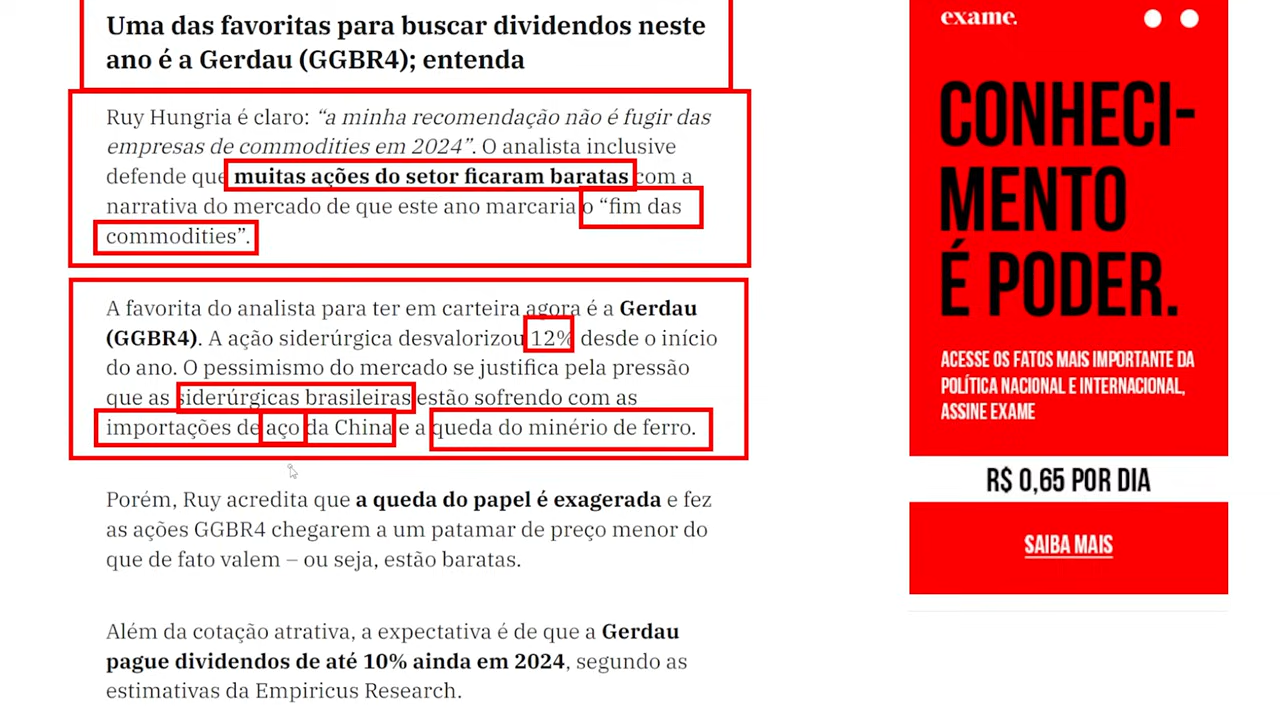 Uma das favoritas para buscar dividendos neste
ano é a Gerdau (GGBR4); entenda
Ruy Hungria é claro: “a minha recomendação não é fugir das
empresas de commodities em 2024”. O analista inclusive
defende que muitas ações do setor ficaram baratas com a
narrativa do mercado de que este ano marcaria o “fim das
commodities”.
A favorita do analista para ter em carteira agora é a Gerdau
(GGBR4). A ação siderúrgica desvalorizou 12% desde o início
do ano. O pessimismo do mercado se justifica pela pressão
que as siderúrgicas brasileiras estão sofrendo com as
importações de aço da China e a queda do minério de ferro.
Porém, Ruy acredita que a queda do papel é exagerada e fez
as ações GGBR4 chegarem a um patamar de preço menor do
que de fato valem – ou seja, estão baratas.
Além da cotação atrativa, a expectativa é de que a Gerdau
pague dividendos de até 10% ainda em 2024, segundo as
estimativas da Empiricus Research.
exame.
CONHECI-
MENTO
É PODER.
ACESSE OS FATOS MAIS IMPORTANTE DA
POLÍTICA NACIONAL E INTERNACIONAL,
ASSINE EXAME
R$ 0,65 POR DIA
SAIBA MAIS